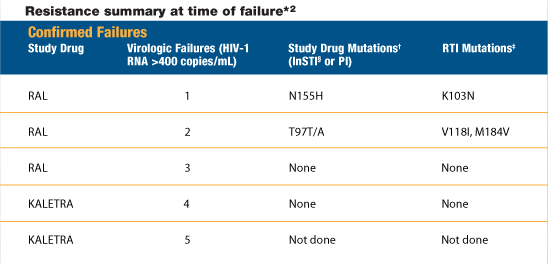 Resistance summary at time of failure*2
Confirmed Failures
Study Drug Virologic Failures (HIV-1 RNA >400 copies/mL) Study Drug Mutations† (InSTI§ or PI) RTI Mutations‡
RAL 1 N155H K103N
RAL 2 T97T/A V118I, M184V
RAL 3 None None
KALETRA 4 None None
KALETRA 5 Not done Not done